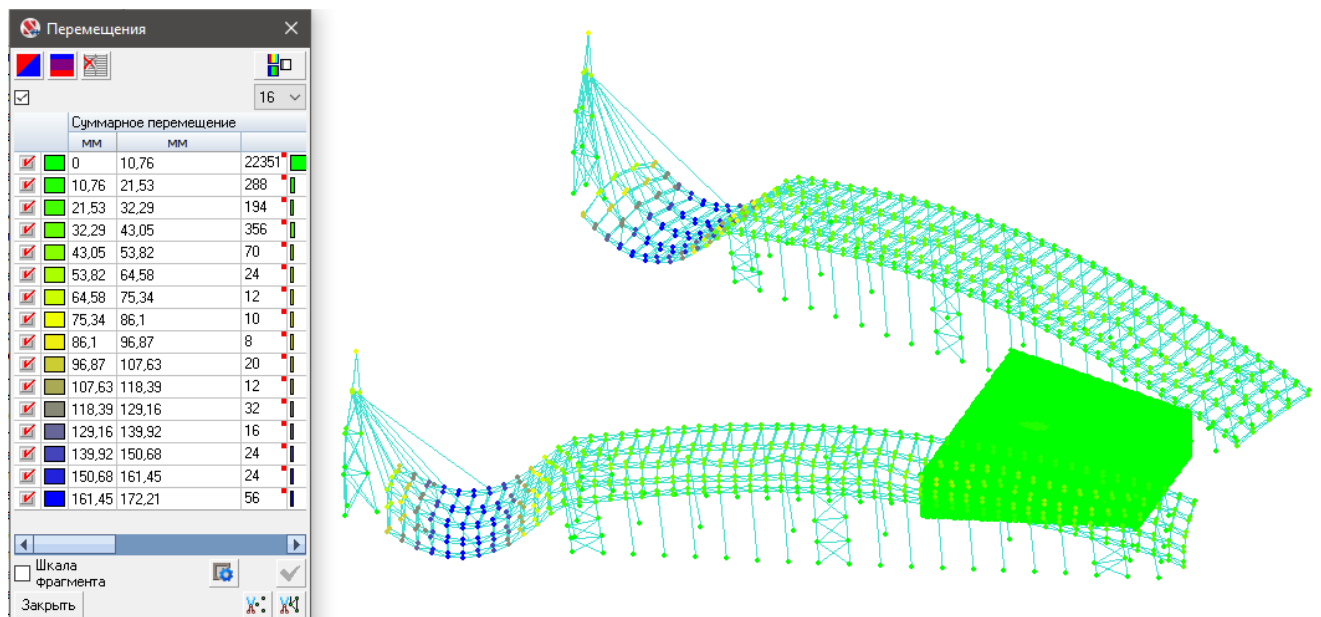 Перемещения
16
Суммарное перемещение
мм мм
0 10,76 22351
10,76 21,53 288
21,53 32,29 194
32,29 43,05 356
43,05 53,82 70
53,82 64,58 24
64,58 75,34 12
75,34 86,1 10
86,1 96,87 8
96,87 107,63 20
107,63 118,39 12
118,39 129,16 32
129,16 139,92 16
139,92 150,68 24
150,68 161,45 24
161,45 172,21 56
Шкала
фрагмента
Закрыть